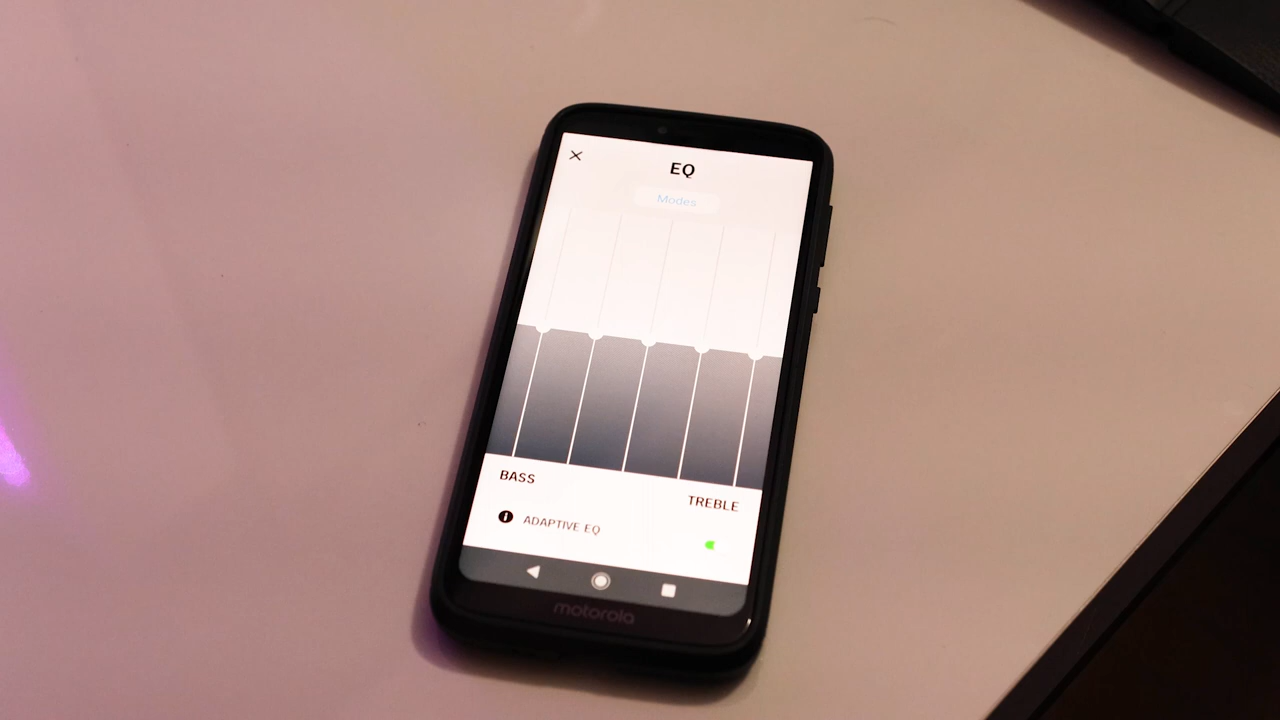 EQ
Modes
BASS
TREBLE
ADAPTIVE EQ
motorola